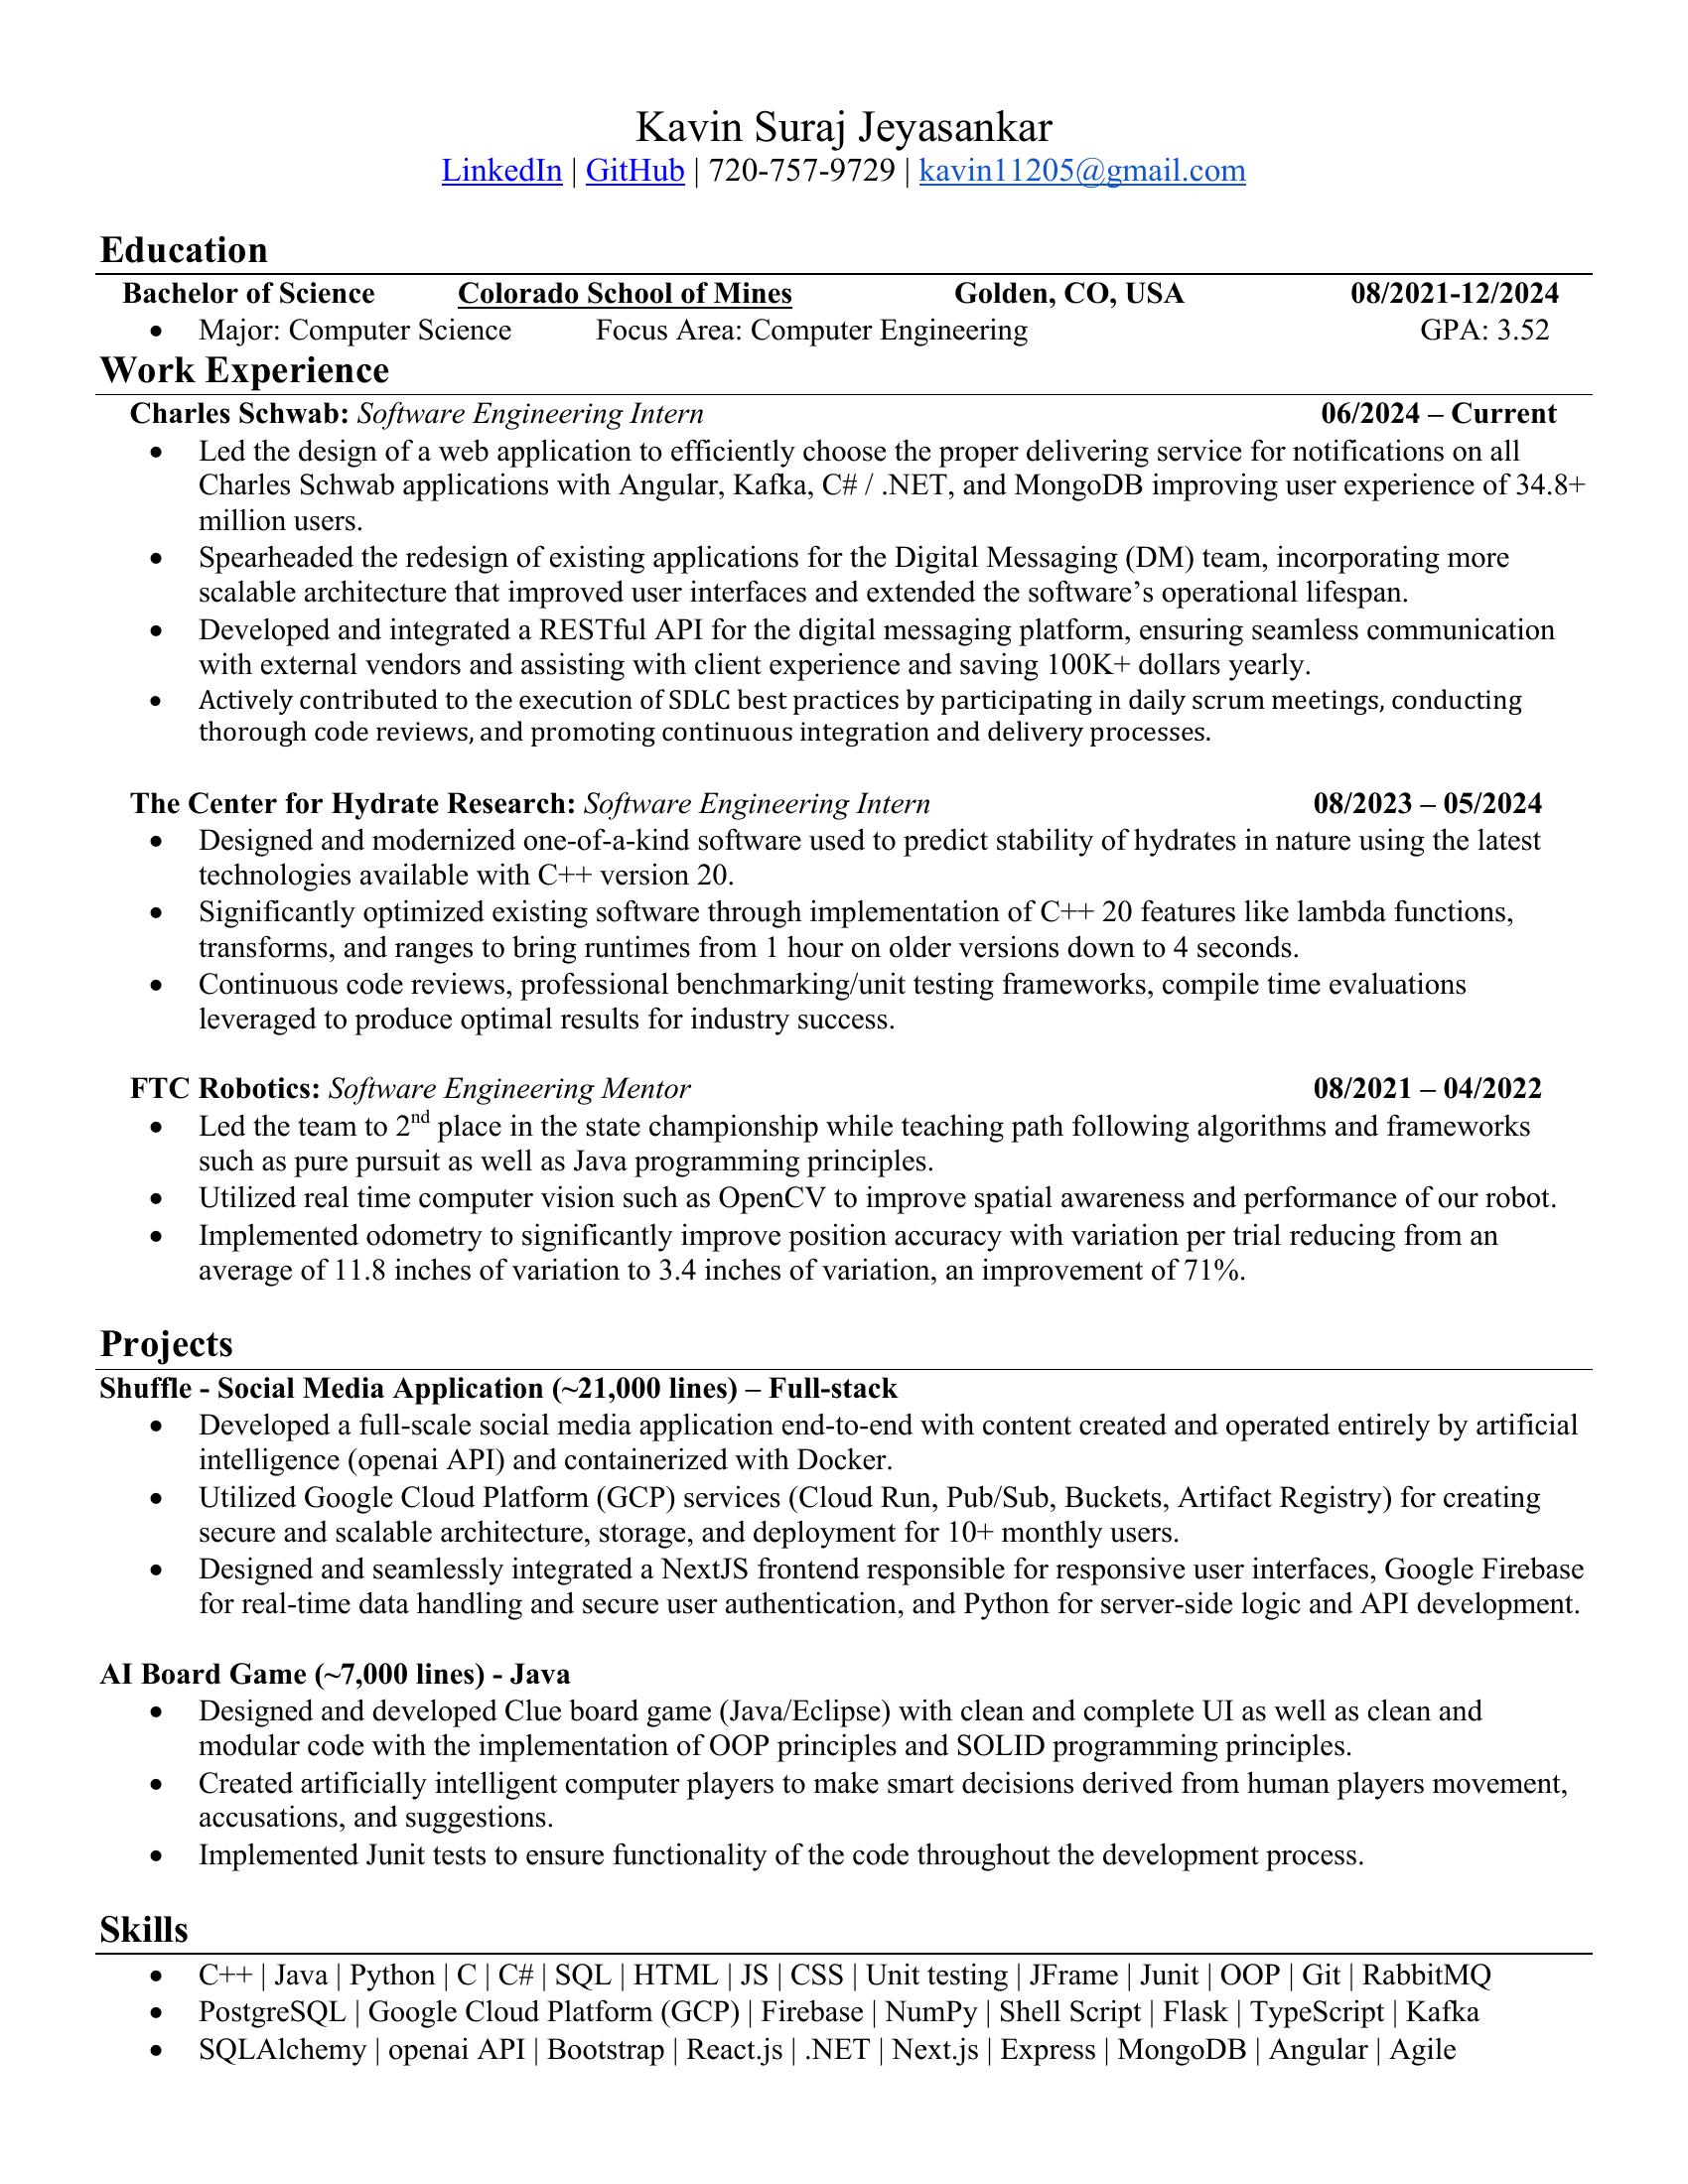 Kavin Suraj Jeyasankar
LinkedIn | GitHub | 720-757-9729 | kavin11205@gmail.com
Education
Bachelor of Science Colorado School of Mines Golden, CO, USA 08/2021-12/2024
• Major: Computer Science Focus Area: Computer Engineering GPA: 3.52
Work Experience
Charles Schwab: Software Engineering Intern 06/2024 – Current
• Led the design of a web application to efficiently choose the proper delivering service for notifications on all
Charles Schwab applications with Angular, Kafka, C# / .NET, and MongoDB improving user experience of 34.8+
million users.
• Spearheaded the redesign of existing applications for the Digital Messaging (DM) team, incorporating more
scalable architecture that improved user interfaces and extended the software’s operational lifespan.
• Developed and integrated a RESTful API for the digital messaging platform, ensuring seamless communication
with external vendors and assisting with client experience and saving 100K+ dollars yearly.
• Actively contributed to the execution of SDLC best practices by participating in daily scrum meetings, conducting
thorough code reviews, and promoting continuous integration and delivery processes.
The Center for Hydrate Research: Software Engineering Intern 08/2023 – 05/2024
• Designed and modernized one-of-a-kind software used to predict stability of hydrates in nature using the latest
technologies available with C++ version 20.
• Significantly optimized existing software through implementation of C++ 20 features like lambda functions,
transforms, and ranges to bring runtimes from 1 hour on older versions down to 4 seconds.
• Continuous code reviews, professional benchmarking/unit testing frameworks, compile time evaluations
leveraged to produce optimal results for industry success.
FTC Robotics: Software Engineering Mentor 08/2021 – 04/2022
• Led the team to 2nd place in the state championship while teaching path following algorithms and frameworks
such as pure pursuit as well as Java programming principles.
• Utilized real time computer vision such as OpenCV to improve spatial awareness and performance of our robot.
• Implemented odometry to significantly improve position accuracy with variation per trial reducing from an
average of 11.8 inches of variation to 3.4 inches of variation, an improvement of 71%.
Projects
Shuffle - Social Media Application (~21,000 lines) – Full-stack
• Developed a full-scale social media application end-to-end with content created and operated entirely by artificial
intelligence (openai API) and containerized with Docker.
• Utilized Google Cloud Platform (GCP) services (Cloud Run, Pub/Sub, Buckets, Artifact Registry) for creating
secure and scalable architecture, storage, and deployment for 10+ monthly users.
• Designed and seamlessly integrated a NextJS frontend responsible for responsive user interfaces, Google Firebase
for real-time data handling and secure user authentication, and Python for server-side logic and API development.
AI Board Game (~7,000 lines) - Java
• Designed and developed Clue board game (Java/Eclipse) with clean and complete UI as well as clean and
modular code with the implementation of OOP principles and SOLID programming principles.
• Created artificially intelligent computer players to make smart decisions derived from human players movement,
accusations, and suggestions.
• Implemented Junit tests to ensure functionality of the code throughout the development process.
Skills
• C++ | Java | Python | C | C# | SQL | HTML | JS | CSS | Unit testing | JFrame | Junit | OOP | Git | RabbitMQ
• PostgreSQL | Google Cloud Platform (GCP) | Firebase | NumPy | Shell Script | Flask | TypeScript | Kafka
• SQLAlchemy | openai API | Bootstrap | React.js | .NET | Next.js | Express | MongoDB | Angular | Agile